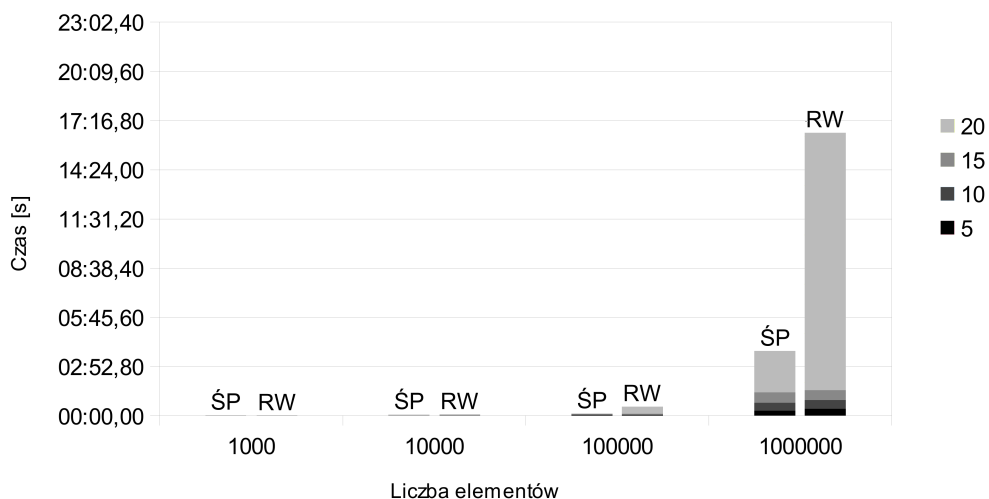 23:02,40
20:09,60
17:16,80
14:24,00
11:31,20
08:38,40
05:45,60
02:52,80
00:00,00
Czas [s]
ŚP RW
ŚP RW
ŚP RW
ŚP RW
1000 10000 100000 1000000
Liczba elementów
20
15
10
5